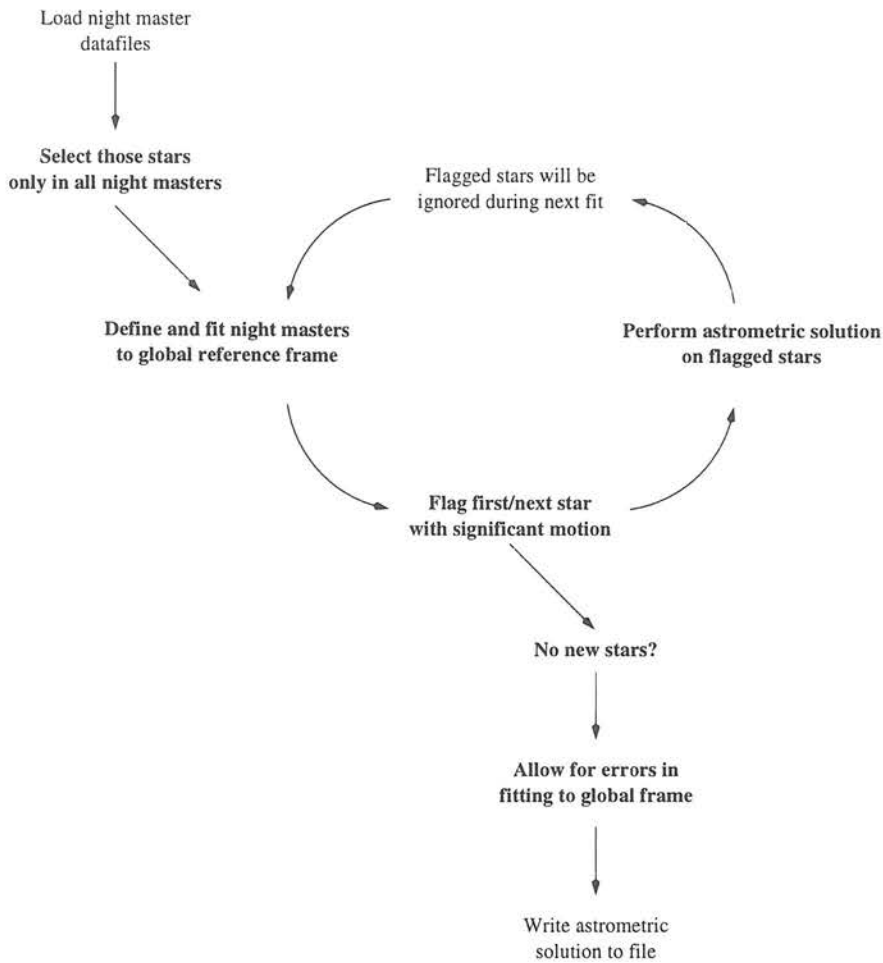 Load night master
datafiles
Select those stars
only in all night masters
Flagged stars will be
ignored during next fit
Define and fit night masters
to global reference frame
Perform astrometric solution
on flagged stars
Flag first/next star
with significant motion
No new stars?
Allow for errors in
fitting to global frame
Write astrometric
solution to file